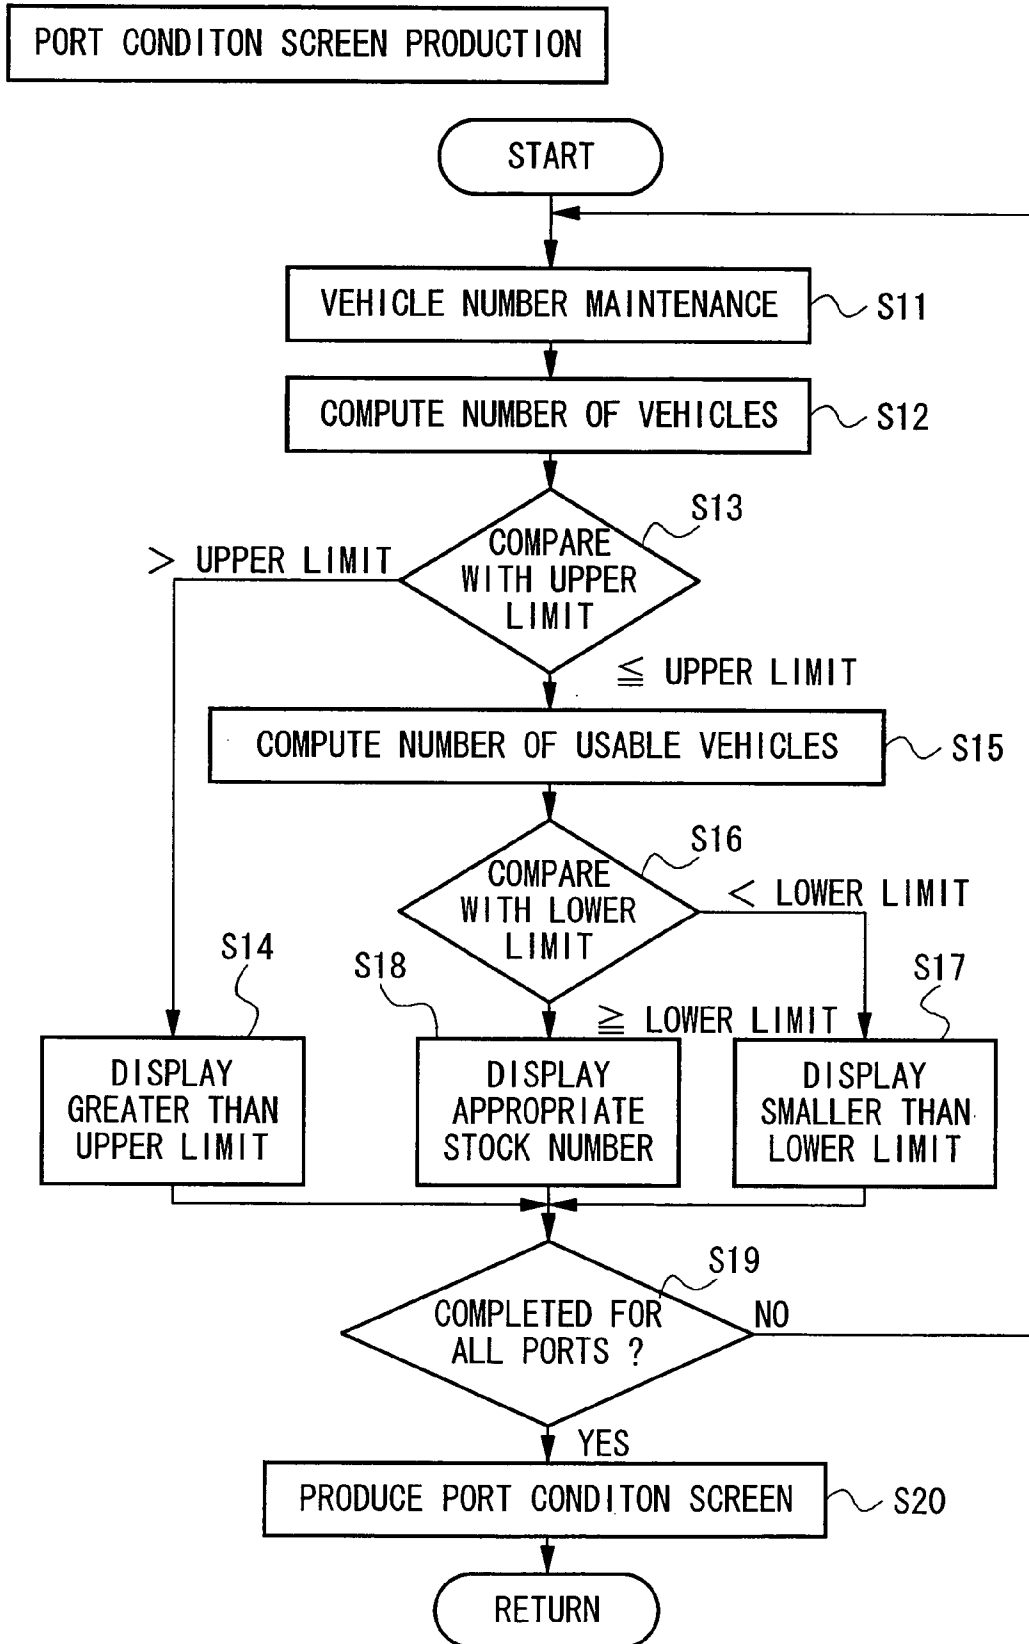 PORT CONDITON SCREEN PRODUCTION
START
VEHICLE NUMBER MAINTENANCE
S11
COMPUTE NUMBER OF VEHICLES
S12
S13
COMPARE
WITH UPPER
LIMIT
> UPPER LIMIT
≦ UPPER LIMIT
COMPUTE NUMBER OF USABLE VEHICLES
S15
S16
COMPARE
WITH LOWER
LIMIT
< LOWER LIMIT
≧ LOWER LIMIT
S14
DISPLAY
GREATER THAN
UPPER LIMIT
S18
DISPLAY
APPROPRIATE
STOCK NUMBER
S17
DISPLAY
SMALLER THAN
LOWER LIMIT
S19
COMPLETED FOR
ALL PORTS ?
NO
YES
PRODUCE PORT CONDITON SCREEN
S20
RETURN